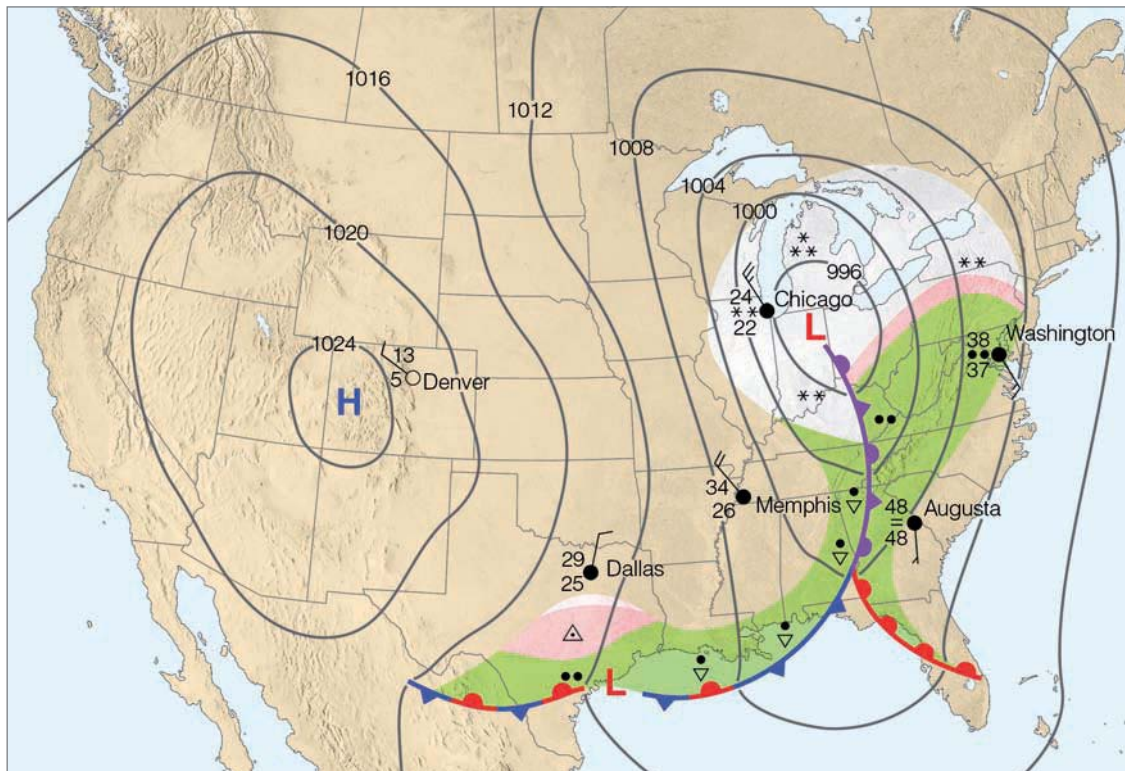 1016
1012
1008
1004
1000
996
1020
1024
24 Chicago
22
L
Washington
38
37
13
5 Denver
H
34
26 Memphis
48 Augusta
48
29
25 Dallas
L